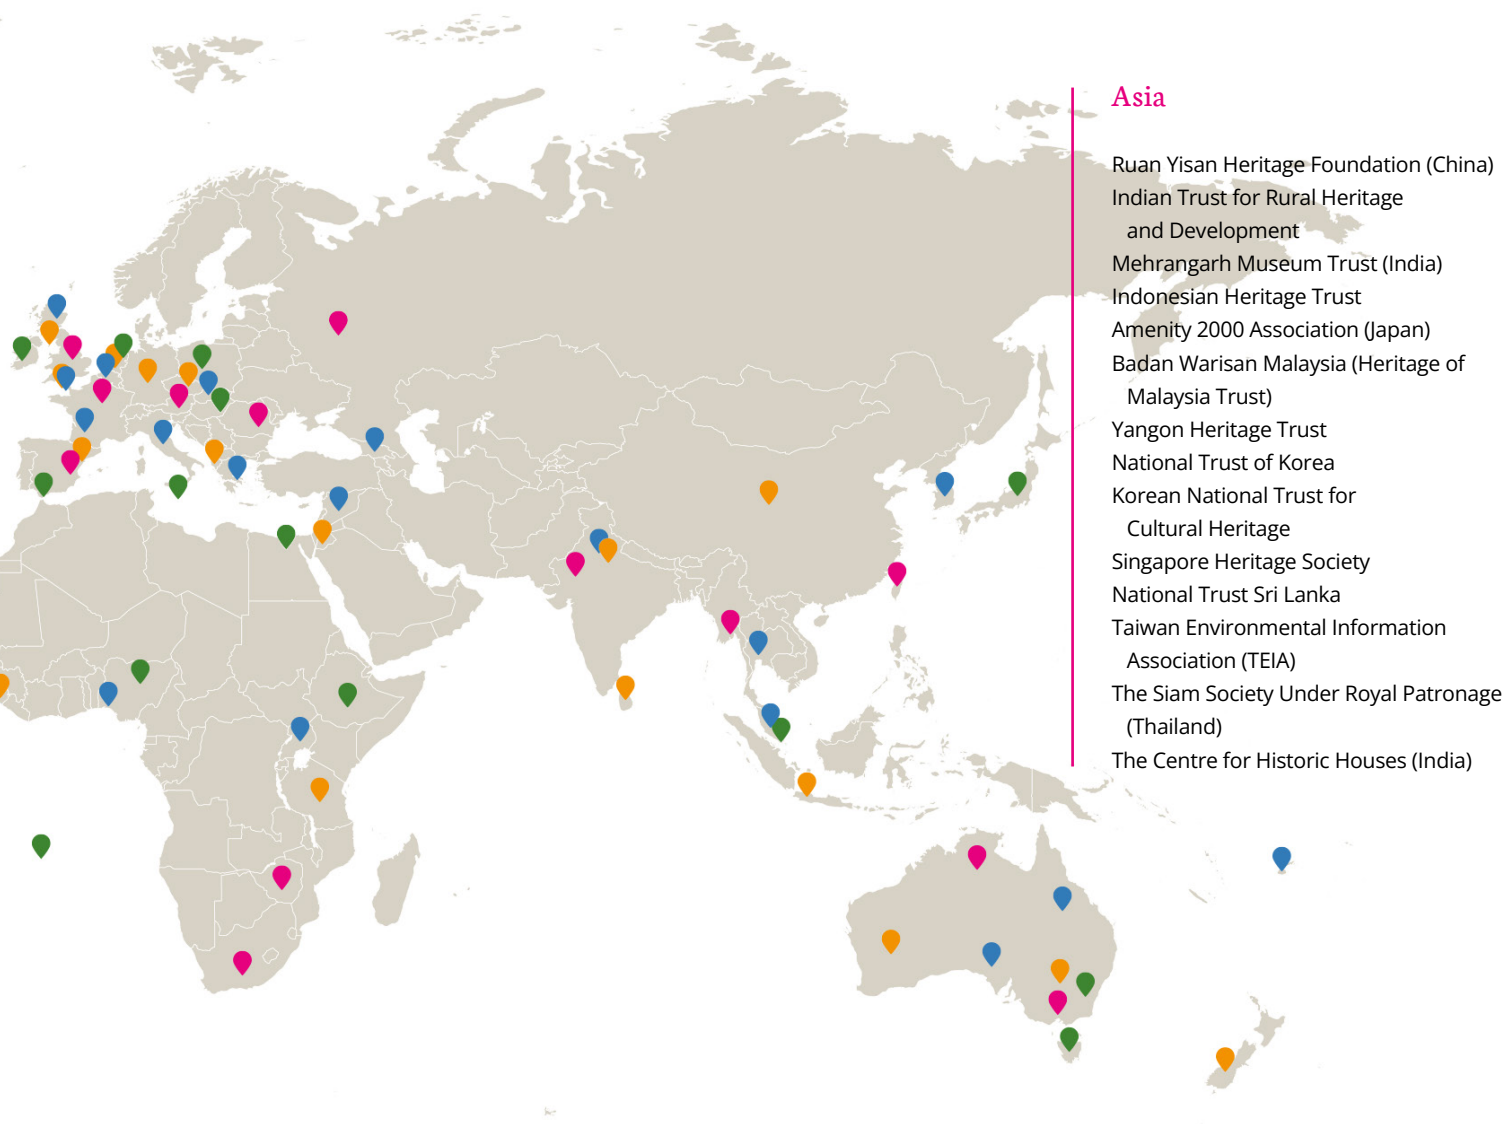 Asia
Ruan Yisan Heritage Foundation (China)
Indian Trust for Rural Heritage
and Development
Mehrangarh Museum Trust (India)
Indonesian Heritage Trust
Amenity 2000 Association (Japan)
Badan Warisan Malaysia (Heritage of
Malaysia Trust)
Yangon Heritage Trust
National Trust of Korea
Korean National Trust for
Cultural Heritage
Singapore Heritage Society
National Trust Sri Lanka
Taiwan Environmental Information
Association (TEIA)
The Siam Society Under Royal Patronage
(Thailand)
The Centre for Historic Houses (India)